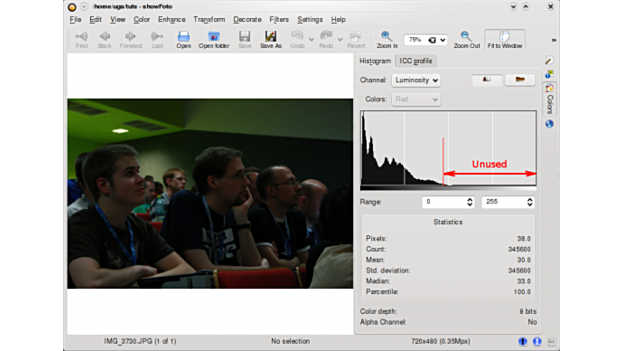 /home/uga/tuts - showFoto
File Edit View Color Enhance Transform Decorate Filters Settings Help
First Back Forward Last Open Open folder Save Save As Undo Redo Revert Zoom In 75% Zoom Out Fit to Window »
Histogram ICC profile
Channel: Luminosity
Colors: Red
Colors
Unused
Range: 0 255
Statistics
Pixels: 38.0
Count: 345600
Mean: 30.0
Std. deviation: 345600
Median: 33.0
Percentile: 100.0
Color depth: 8 bits
Alpha Channel: No
IMG_3730.JPG (1 of 1) No selection 720x480 (0.35Mpx)